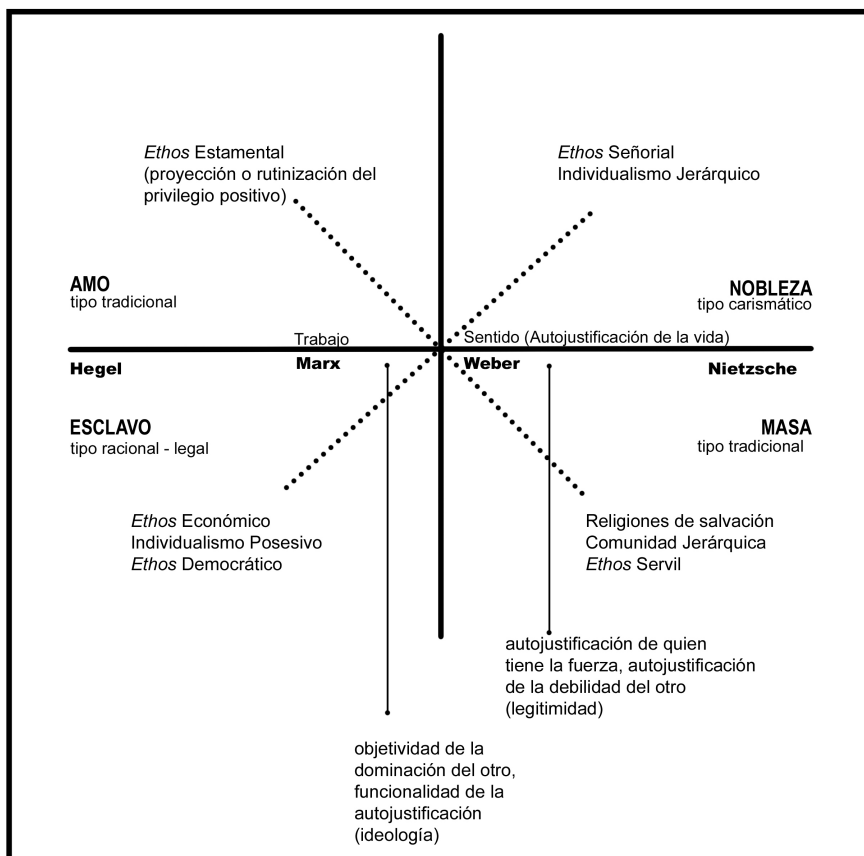 Ethos Estamental
(proyección o rutinización del
privilegio positivo)
Ethos Señorial
Individualismo Jerárquico
AMO
tipo tradicional
NOBLEZA
tipo carismático
Trabajo
Sentido (Autojustificación de la vida)
Hegel
Marx
Weber
Nietzsche
ESCLAVO
tipo racional - legal
MASA
tipo tradicional
Ethos Económico
Individualismo Posesivo
Ethos Democrático
Religiones de salvación
Comunidad Jerárquica
Ethos Servil
autojustificación de quien
tiene la fuerza, autojustificación
de la debilidad del otro
(legitimidad)
objetividad de la
dominación del otro,
funcionalidad de la
autojustificación
(ideología)